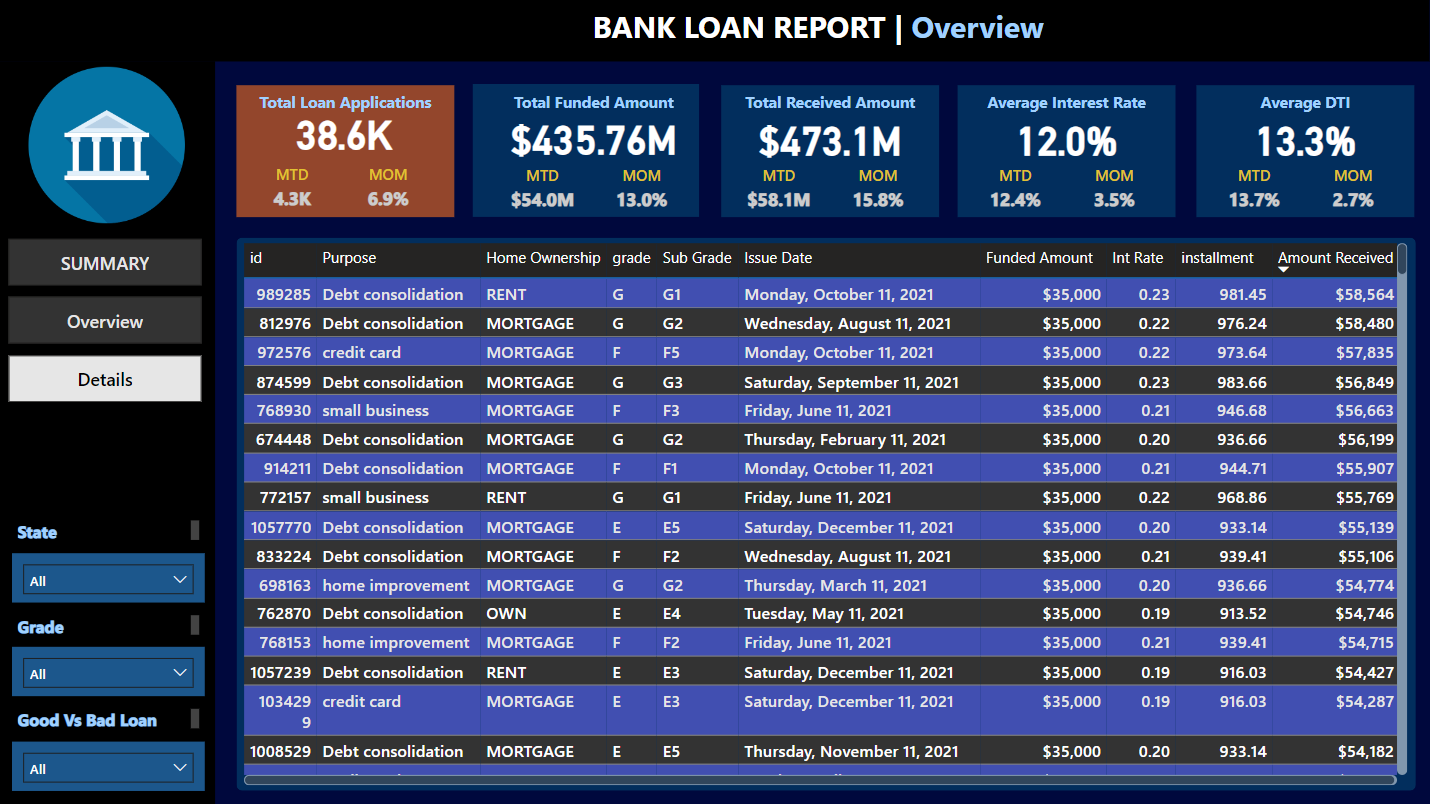 BANK LOAN REPORT | Overview
Total Loan Applications
38.6K
MTD MOM
4.3K 6.9%
Total Funded Amount
$435.76M
MTD MOM
$54.0M 13.0%
Total Received Amount
$473.1M
MTD MOM
$58.1M 15.8%
Average Interest Rate
12.0%
MTD MOM
12.4% 3.5%
Average DTI
13.3%
MTD MOM
13.7% 2.7%
SUMMARY
Overview
Details
State
All
Grade
All
Good Vs Bad Loan
All
id Purpose Home Ownership grade Sub Grade Issue Date Funded Amount Int Rate installment Amount Received
989285 Debt consolidation RENT G G1 Monday, October 11, 2021 $35,000 0.23 981.45 $58,564
812976 Debt consolidation MORTGAGE G G2 Wednesday, August 11, 2021 $35,000 0.22 976.24 $58,480
972576 credit card MORTGAGE F F5 Monday, October 11, 2021 $35,000 0.22 973.64 $57,835
874599 Debt consolidation MORTGAGE G G3 Saturday, September 11, 2021 $35,000 0.23 983.66 $56,849
768930 small business MORTGAGE F F3 Friday, June 11, 2021 $35,000 0.21 946.68 $56,663
674448 Debt consolidation MORTGAGE G G2 Thursday, February 11, 2021 $35,000 0.20 936.66 $56,199
914211 Debt consolidation MORTGAGE F F1 Monday, October 11, 2021 $35,000 0.21 944.71 $55,907
772157 small business RENT G G1 Friday, June 11, 2021 $35,000 0.22 968.86 $55,769
1057770 Debt consolidation MORTGAGE E E5 Saturday, December 11, 2021 $35,000 0.20 933.14 $55,139
833224 Debt consolidation MORTGAGE F F2 Wednesday, August 11, 2021 $35,000 0.21 939.41 $55,106
698163 home improvement MORTGAGE G G2 Thursday, March 11, 2021 $35,000 0.20 936.66 $54,774
762870 Debt consolidation OWN E E4 Tuesday, May 11, 2021 $35,000 0.19 913.52 $54,746
768153 home improvement MORTGAGE F F2 Friday, June 11, 2021 $35,000 0.21 939.41 $54,715
1057239 Debt consolidation RENT E E3 Saturday, December 11, 2021 $35,000 0.19 916.03 $54,427
103429 credit card MORTGAGE E E3 Saturday, December 11, 2021 $35,000 0.19 916.03 $54,287
9
1008529 Debt consolidation MORTGAGE E E5 Thursday, November 11, 2021 $35,000 0.20 933.14 $54,182